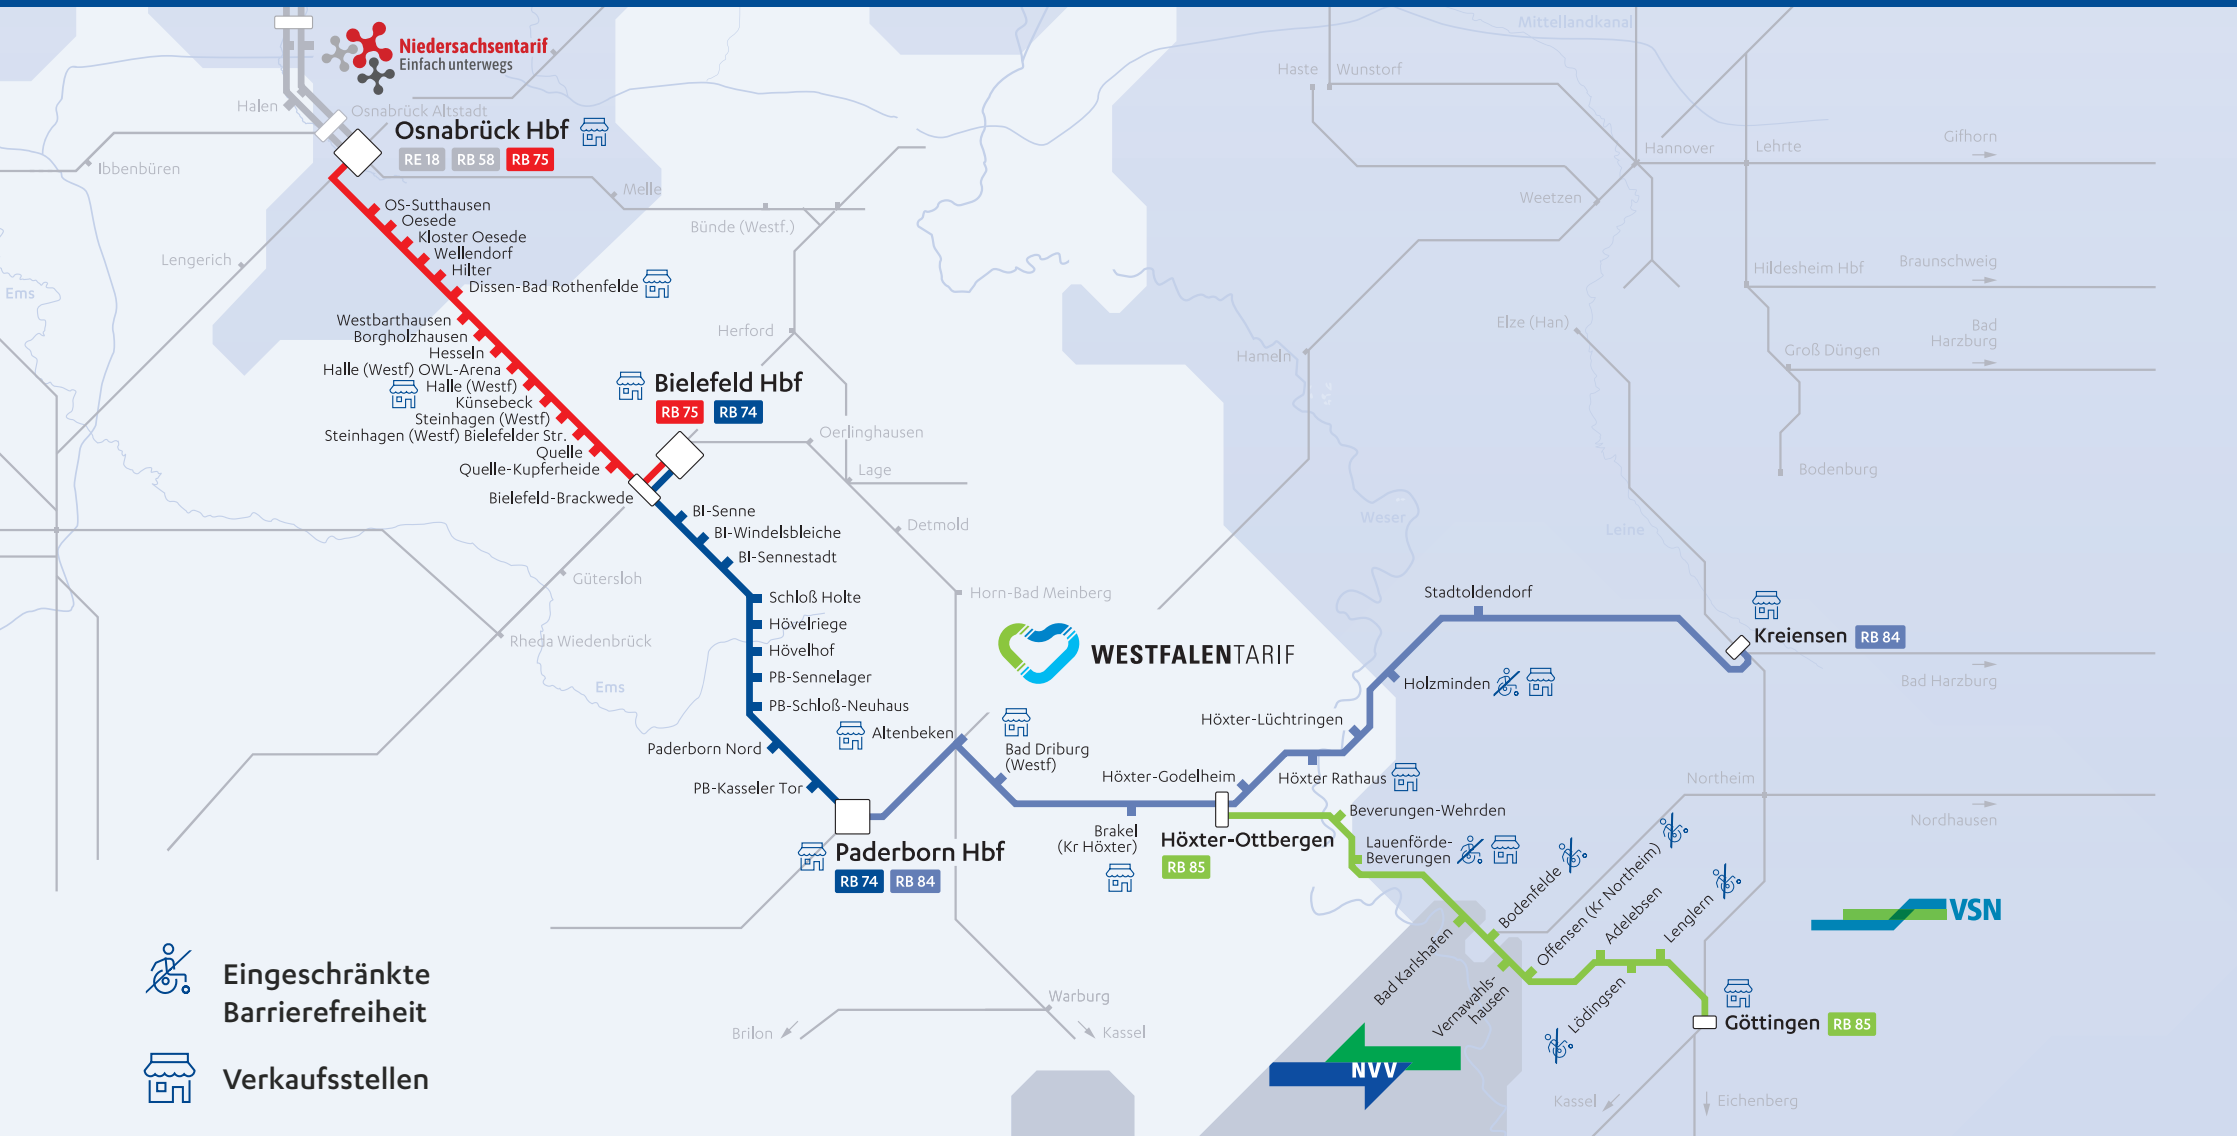 Mittellandkanal
Niedersachsentarif
Einfach unterwegs
Haste
Wunstorf
Halen
Osnabrück Altstadt
Osnabrück Hbf
RE 18
RB 58
RB 75
Ibbenbüren
Melle
Bünde (Westf.)
Hannover
Lehrte
Gifhorn
Weetzen
OS-Sutthausen
Oesede
Kloster Oesede
Wellendorf
Hilter
Dissen-Bad Rothenfelde
Lengerich
Ems
Hildesheim Hbf
Braunschweig
Westbarthausen
Borgholzhausen
Hesseln
Halle (Westf) OWL-Arena
Halle (Westf)
Künsebeck
Steinhagen (Westf)
Steinhagen (Westf) Bielefelder Str.
Quelle
Quelle-Kupferheide
Bielefeld-Brackwede
Herford
Hameln
Elze (Han)
Bad
Harzburg
Groß Düngen
Bielefeld Hbf
RB 75
RB 74
Oerlinghausen
Lage
Bodenburg
Detmold
Weser
Leine
BI-Senne
BI-Windelsbleiche
BI-Sennestadt
Gütersloh
Horn-Bad Meinberg
Schloß Holte
Hövelriege
Hövelhof
PB-Sennelager
PB-Schloß-Neuhaus
Rheda Wiedenbrück
Ems
WESTFALENTARIF
Stadtoldendorf
Kreiensen
RB 84
Bad Harzburg
Holzminden
Höxter-Lüchtringen
Höxter Rathaus
Höxter-Godelheim
Altenbeken
Bad Driburg
(Westf)
Paderborn Nord
PB-Kasseler Tor
Paderborn Hbf
RB 74
RB 84
Brakel
(Kr Höxter)
Höxter-Ottbergen
RB 85
Northeim
Nordhausen
Beverungen-Wehrden
Lauenförde-
Beverungen
Bad Karlshafen
Bodenfelde
Vernawahls-
hausen
Offensen (Kr Northeim)
Adelebsen
Lödingsen
Lenglern
Göttingen
RB 85
VSN
NVV
Warburg
Brilon
Kassel
Kassel
Eichenberg
Eingeschränkte
Barrierefreiheit
Verkaufsstellen